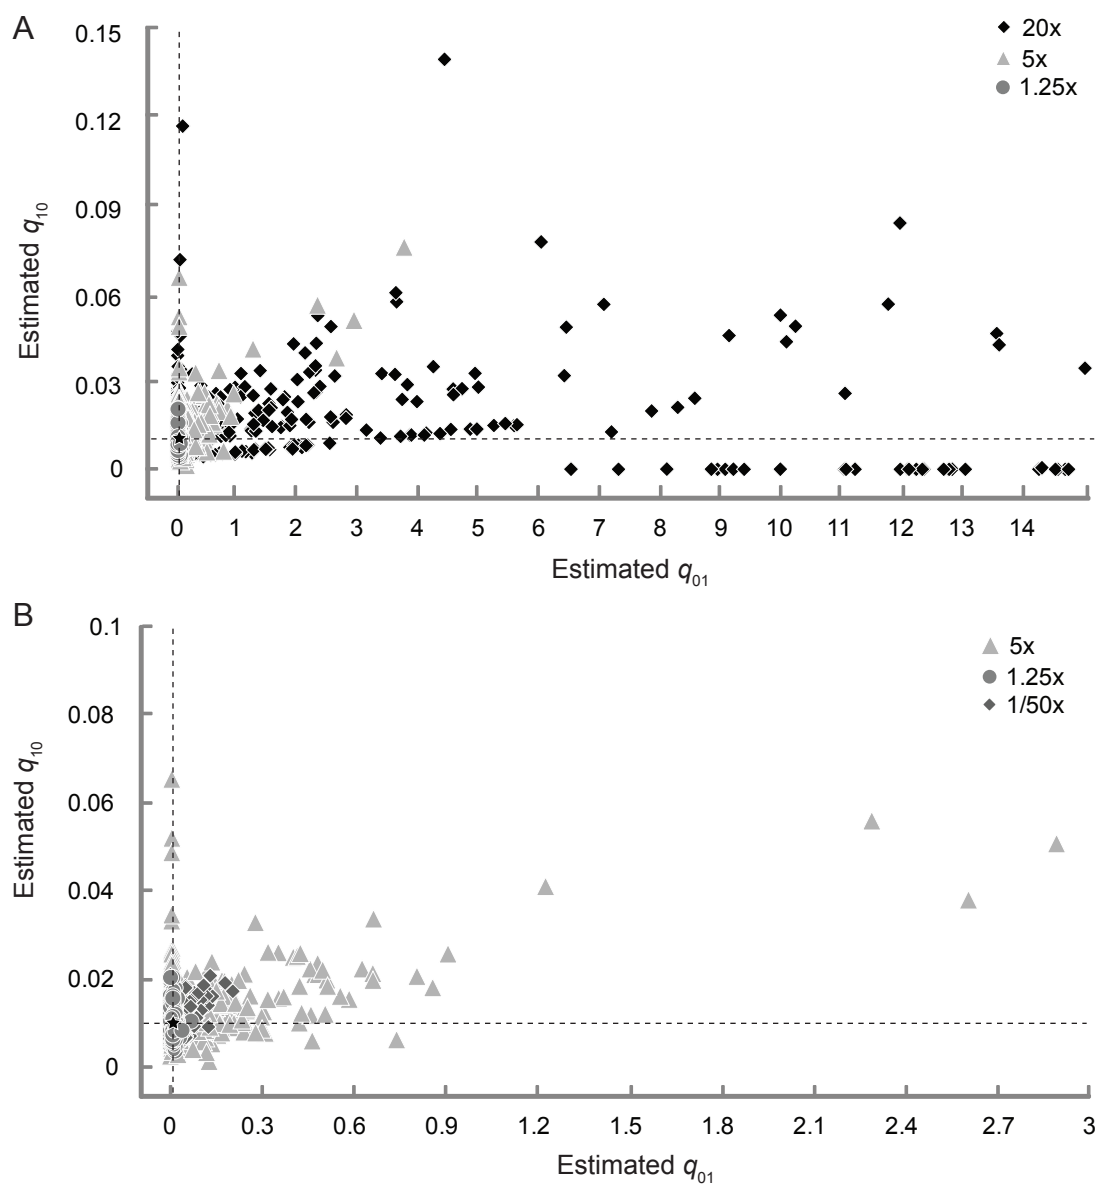 A
0.15
0.12
0.09
0.06
0.03
0
Estimated q10
20x
5x
1.25x
0 1 2 3 4 5 6 7 8 9 10 11 12 13 14
Estimated q01
B
0.1
0.08
0.06
0.04
0.02
0
Estimated q10
5x
1.25x
1/50x
0 0.3 0.6 0.9 1.2 1.5 1.8 2.1 2.4 2.7 3
Estimated q01